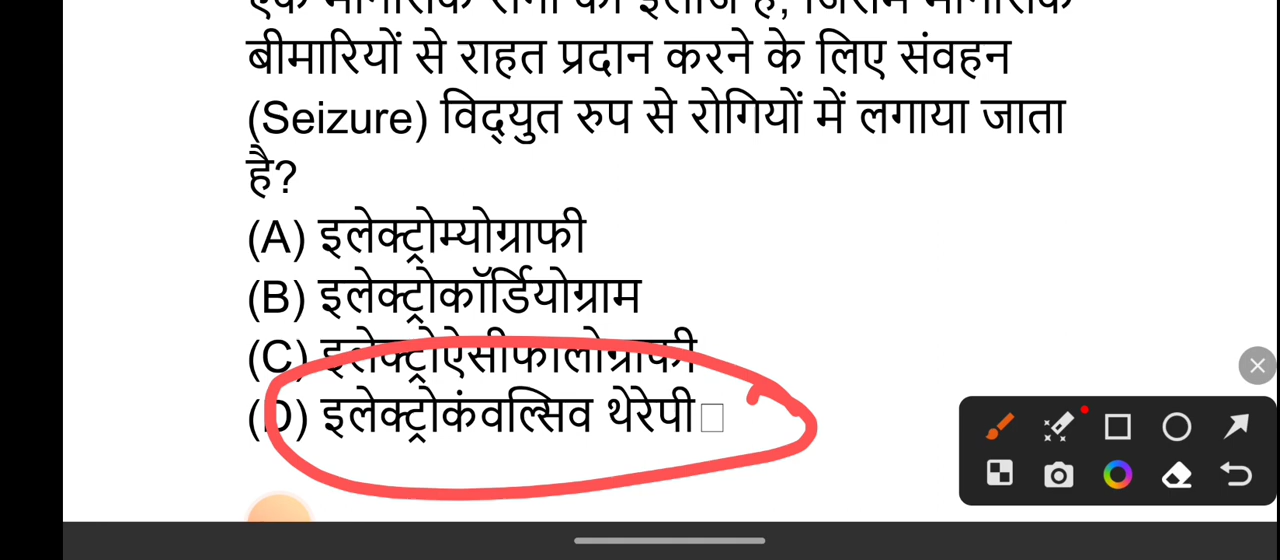 बीमारियों से राहत प्रदान करने के लिए संवहन
(Seizure) विद्युत रुप से रोगियों में लगाया जाता
है?
(A) इलेक्ट्रोम्योग्राफी
(B) इलेक्ट्रोकॉर्डियोग्राम
(C) इलेक्ट्रोऐसीफालोग्राफी
(D) इलेक्ट्रोकंवल्सिव थेरेपी